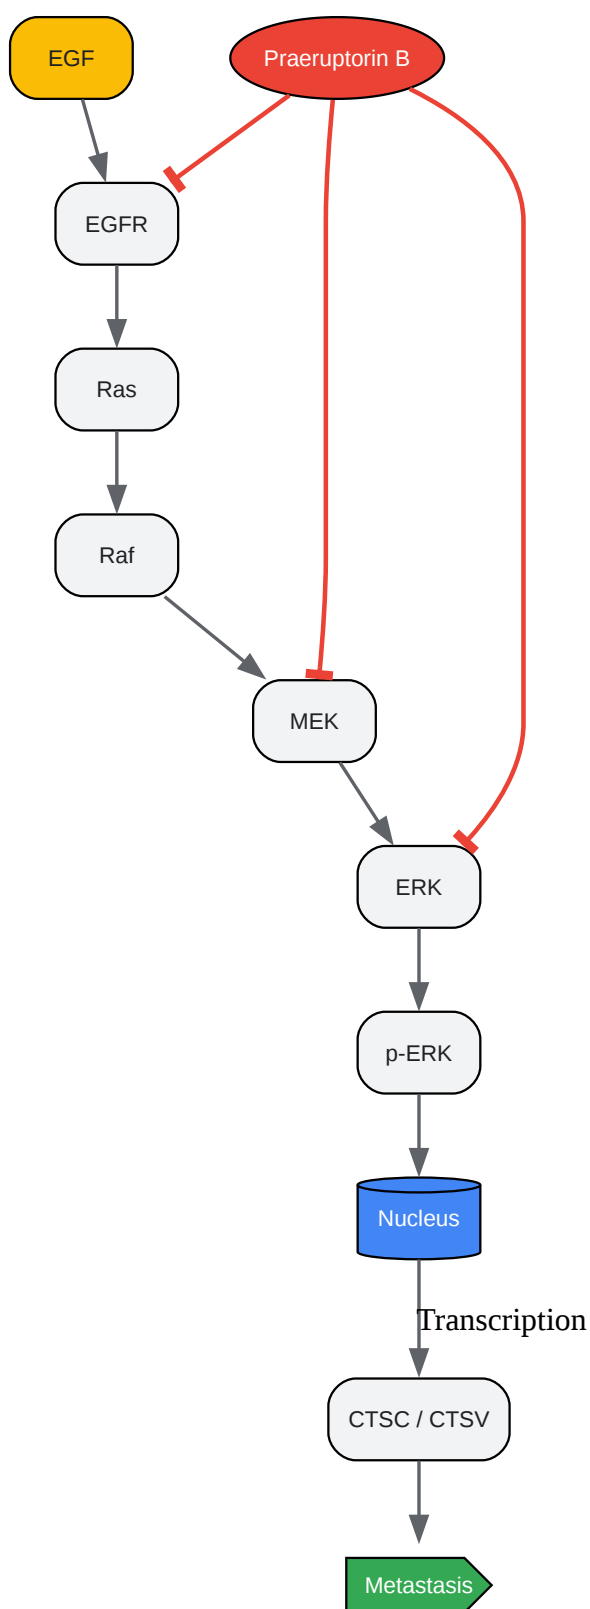 EGF
Praeruptorin B
EGFR
Ras
Raf
MEK
ERK
p-ERK
Nucleus
Transcription
CTSC / CTSV
Metastasis